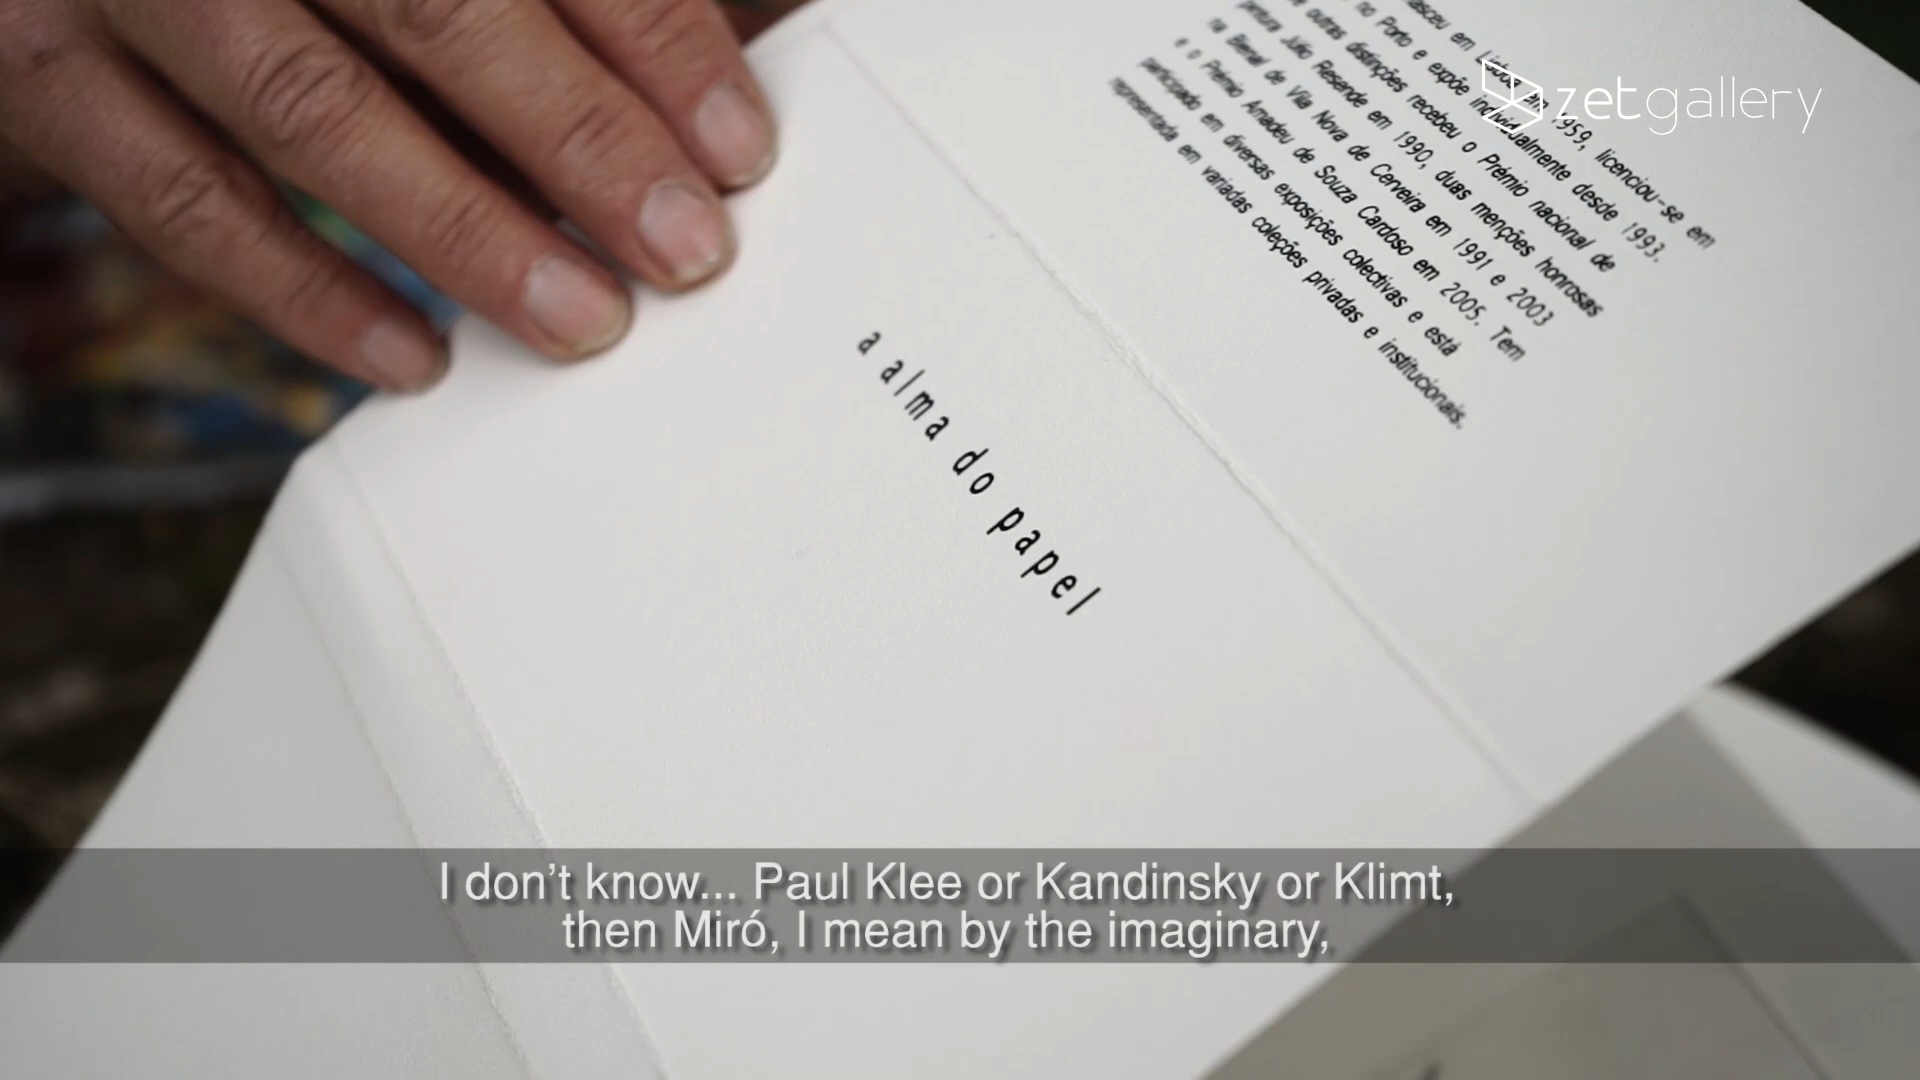 zet gallery
nasceu em Lisboa em 1959, licenciou-se em
no Porto e expõe individualmente desde 1993,
outras distinções recebeu o Prémio nacional de
pintura Júlio Resende em 1990, duas menções honrosas
na Bienal de Vila Nova de Cerveira em 1991 e 2003
e o Prémio Amadeu de Souza Cardoso em 2005. Tem
participado em diversas exposições colectivas e está
representada em variadas coleções privadas e institucionais.
a alma do papel
I don't know... Paul Klee or Kandinsky or Klimt,
then Miró, I mean by the imaginary,